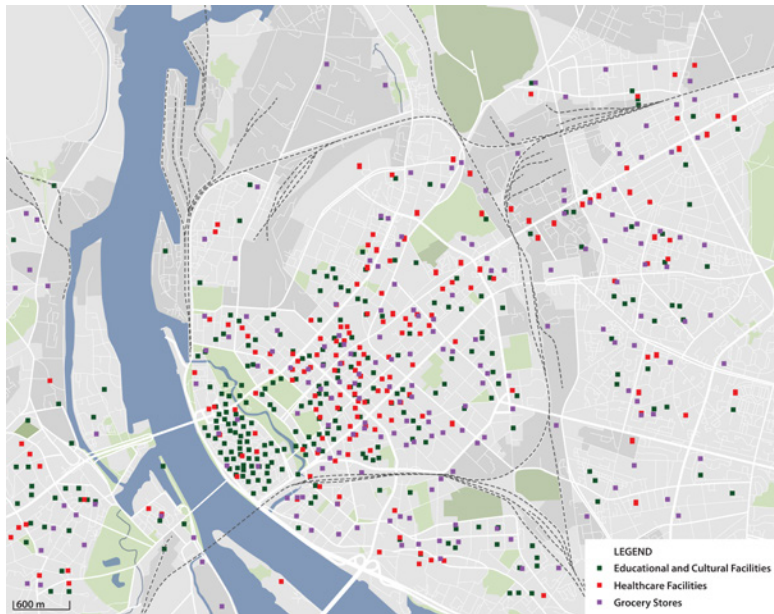 LEGEND
Educational and Cultural Facilities
Healthcare Facilities
Grocery Stores
600 m